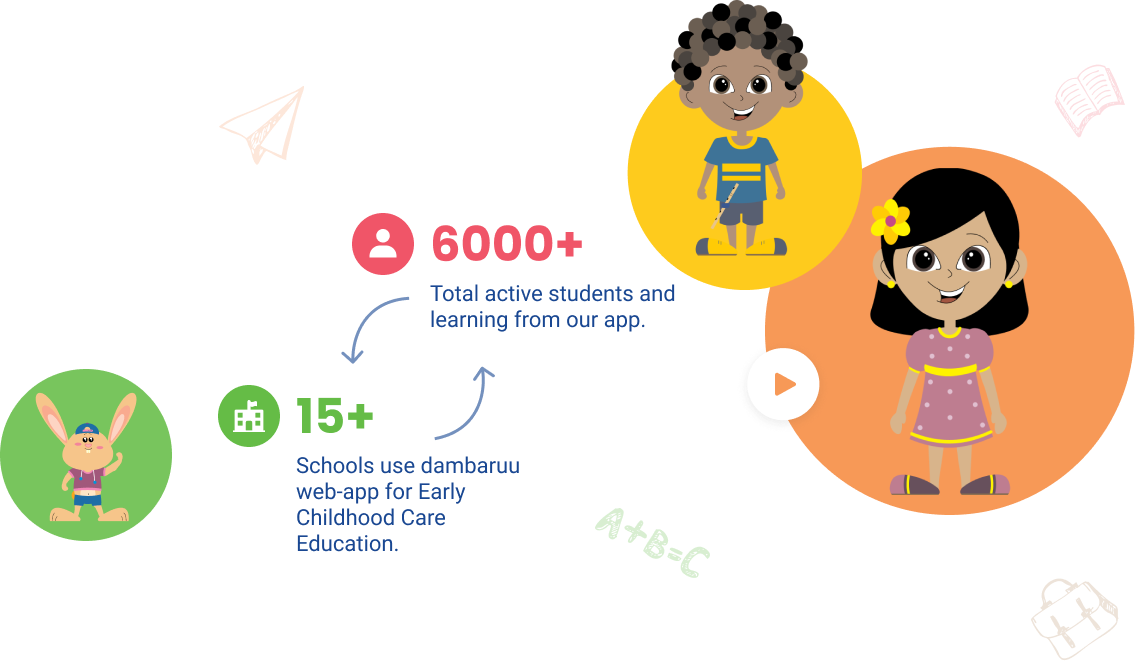 6000+
Total active students and
learning from our app.
15+
Schools use dambaruu
web-app for Early
Childhood Care
Education.
A+B=C